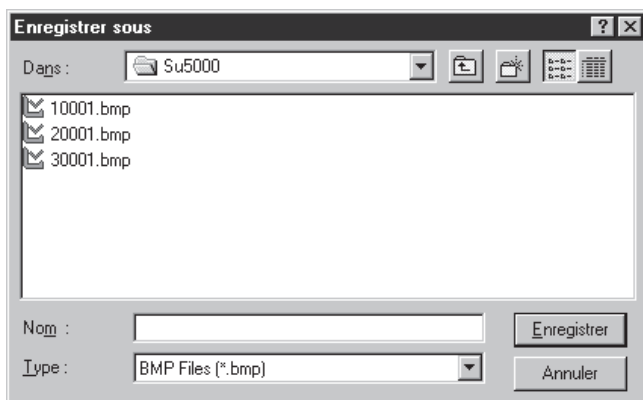 Enregistrer sous
Dans : Su5000
10001.bmp
20001.bmp
30001.bmp
Nom : Enregistrer
Type : BMP Files (*.bmp) Annuler